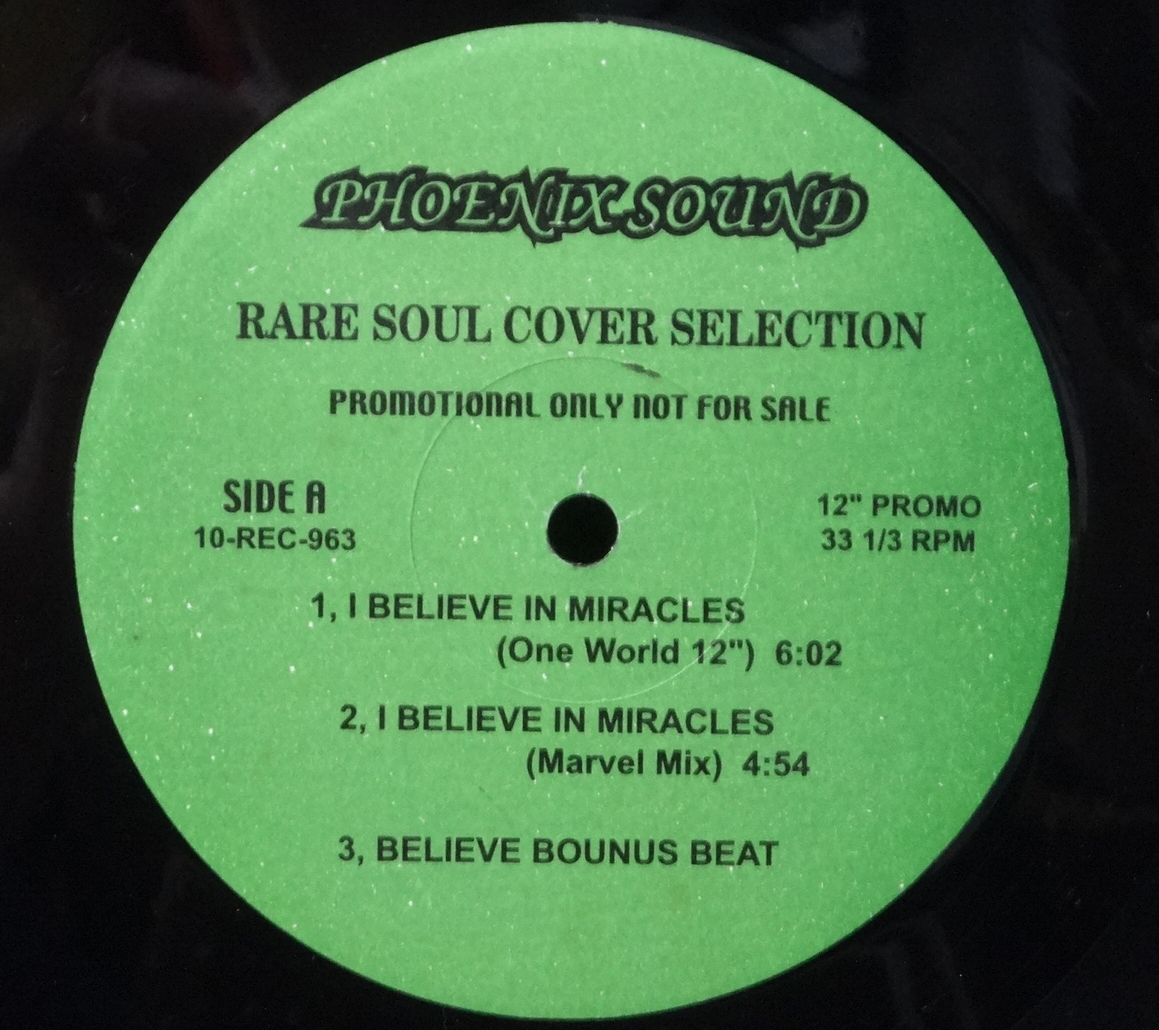 PHOENIX SOUND
RARE SOUL COVER SELECTION
PROMOTIONAL ONLY NOT FOR SALE
SIDE A
10-REC-963
12" PROMO
33 1/3 RPM
1, I BELIEVE IN MIRACLES
(One World 12") 6:02
2, I BELIEVE IN MIRACLES
(Marvel Mix) 4:54
3, BELIEVE BOUNUS BEAT